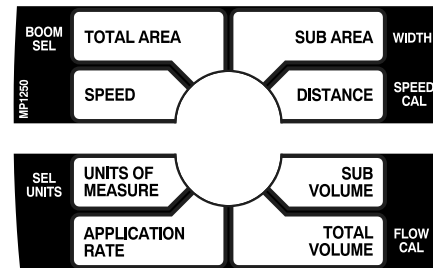 BOOM
SEL
TOTAL AREA
SUB AREA
WIDTH
MP1250
SPEED
DISTANCE
SPEED
CAL
SEL
UNITS
UNITS OF
MEASURE
SUB
VOLUME
APPLICATION
RATE
TOTAL
VOLUME
FLOW
CAL